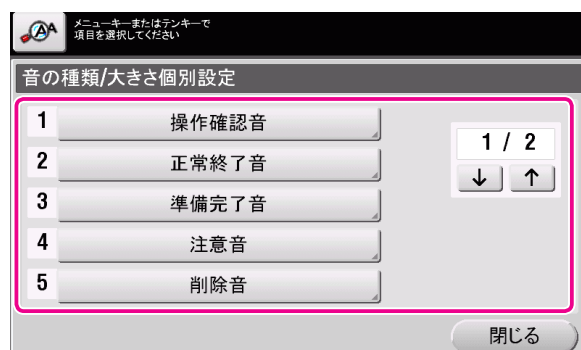 メニューキーまたはテンキーで
項目を選択してください
音の種類/大きさ個別設定
1 操作確認音
2 正常終了音
3 準備完了音
4 注意音
5 削除音
1 / 2
↓ ↑
閉じる